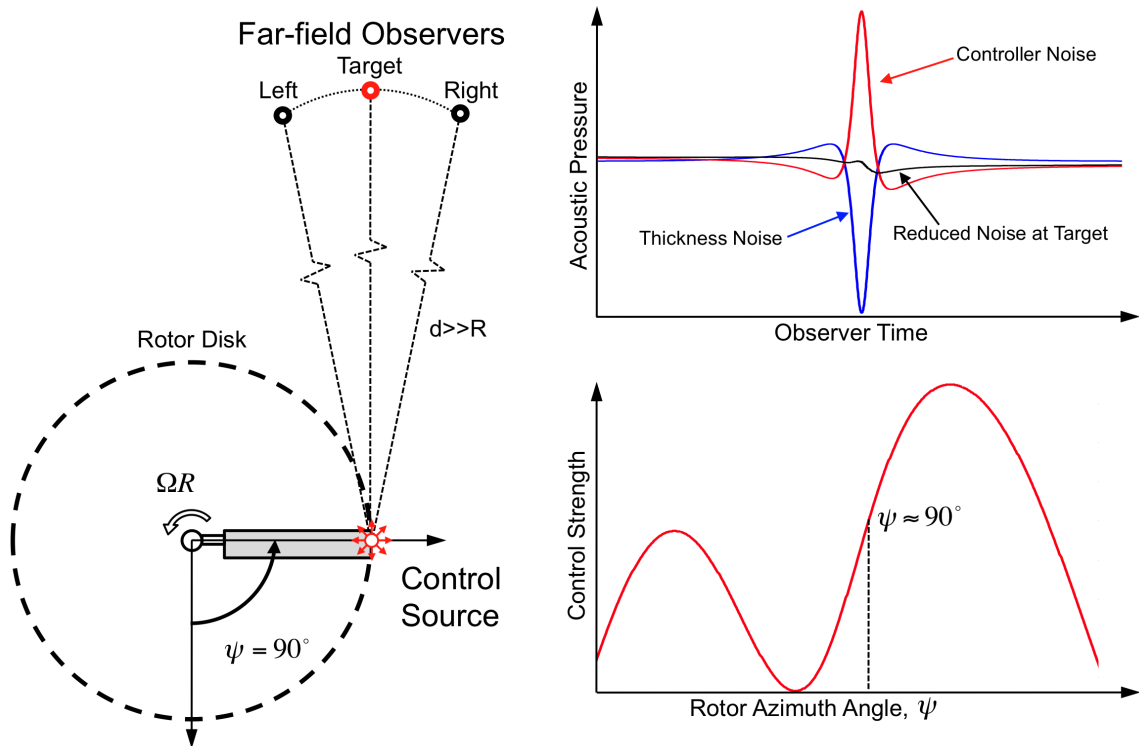 Far-field Observers
Target
Left
Right
d>>R
Rotor Disk
ΩR
Control
Source
ψ = 90°
Acoustic Pressure
Controller Noise
Thickness Noise
Reduced Noise at Target
Observer Time
Control Strength
ψ ≈ 90°
Rotor Azimuth Angle, ψ